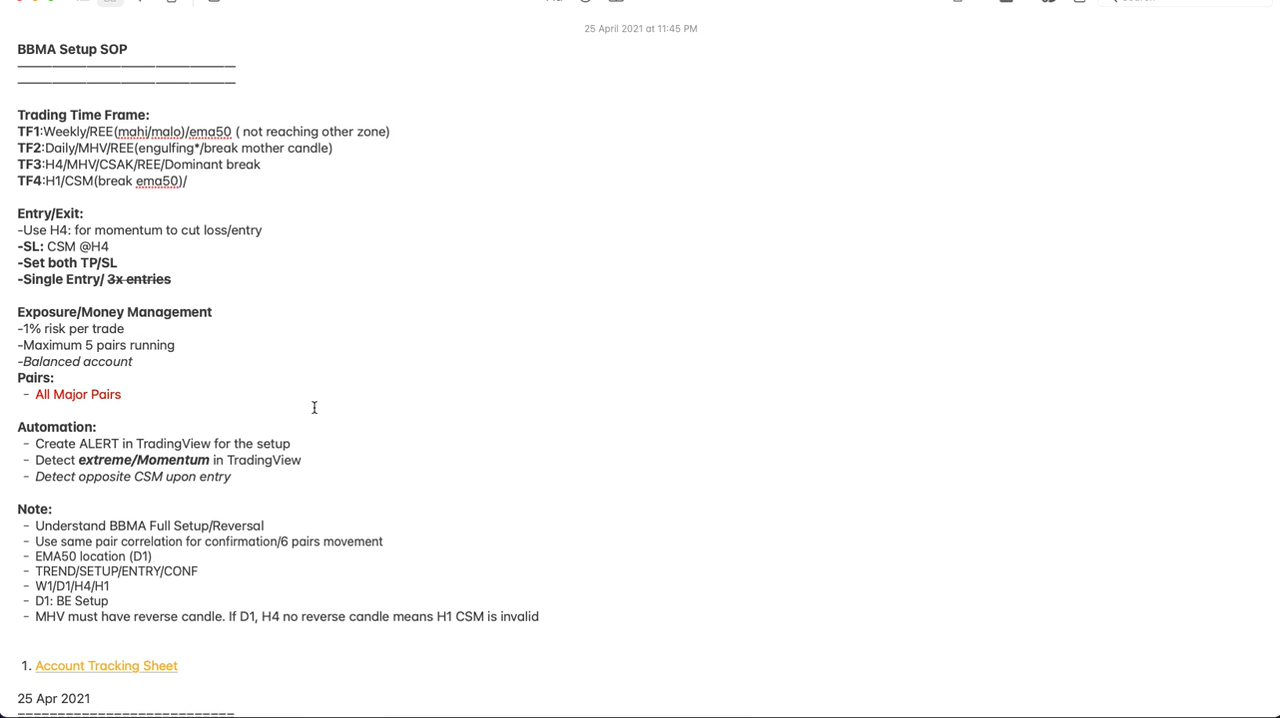 25 April 2021 at 11:45 PM
BBMA Setup SOP
Trading Time Frame:
TF1:Weekly/REE(mahi/malo)/ema50 ( not reaching other zone)
TF2:Daily/MHV/REE(engulfing*/break mother candle)
TF3:H4/MHV/CSAK/REE/Dominant break
TF4:H1/CSM(break ema50)/
Entry/Exit:
-Use H4: for momentum to cut loss/entry
-SL: CSM @H4
-Set both TP/SL
-Single Entry/ 3x entries
Exposure/Money Management
-1% risk per trade
-Maximum 5 pairs running
-Balanced account
Pairs:
- All Major Pairs
Automation:
- Create ALERT in TradingView for the setup
- Detect extreme/Momentum in TradingView
- Detect opposite CSM upon entry
Note:
- Understand BBMA Full Setup/Reversal
- Use same pair correlation for confirmation/6 pairs movement
- EMA50 location (D1)
- TREND/SETUP/ENTRY/CONF
- W1/D1/H4/H1
- D1: BE Setup
- MHV must have reverse candle. If D1, H4 no reverse candle means H1 CSM is invalid
1. Account Tracking Sheet
25 Apr 2021